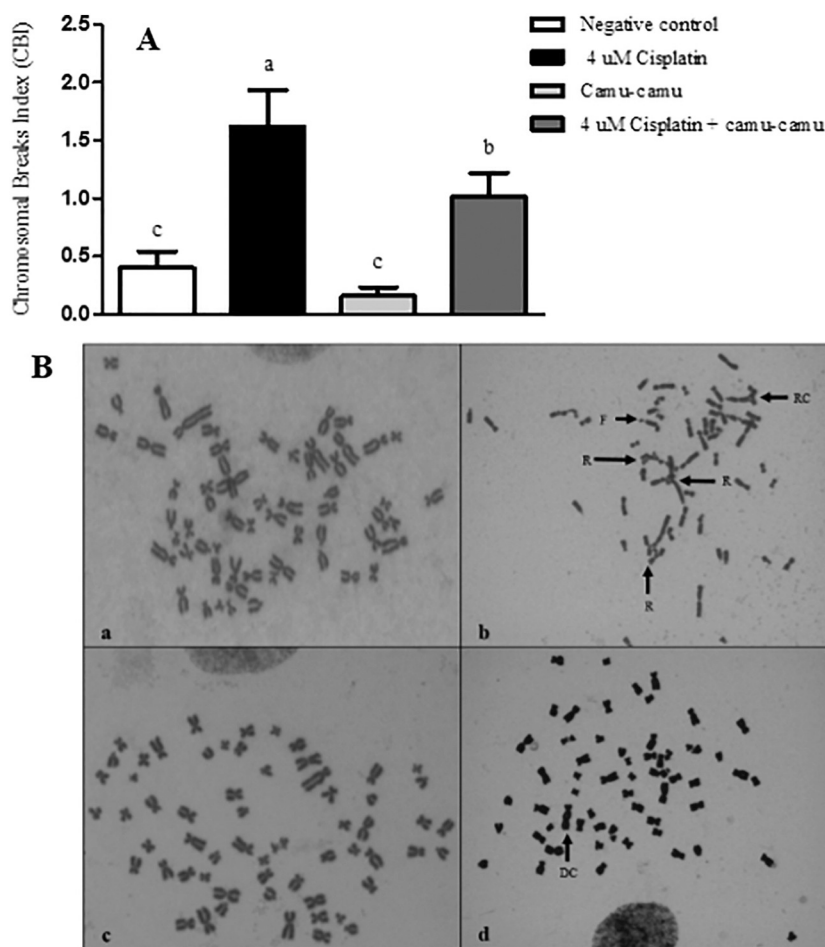 A
Chromosomal Breaks Index (CBI)
2.5
2.0
1.5
1.0
0.5
0.0
c
a
c
b
Negative control
4 uM Cisplatin
Camu-camu
4 uM Cisplatin + camu-camu
B
a
RC
F
R
R
R
b
c
DC
d